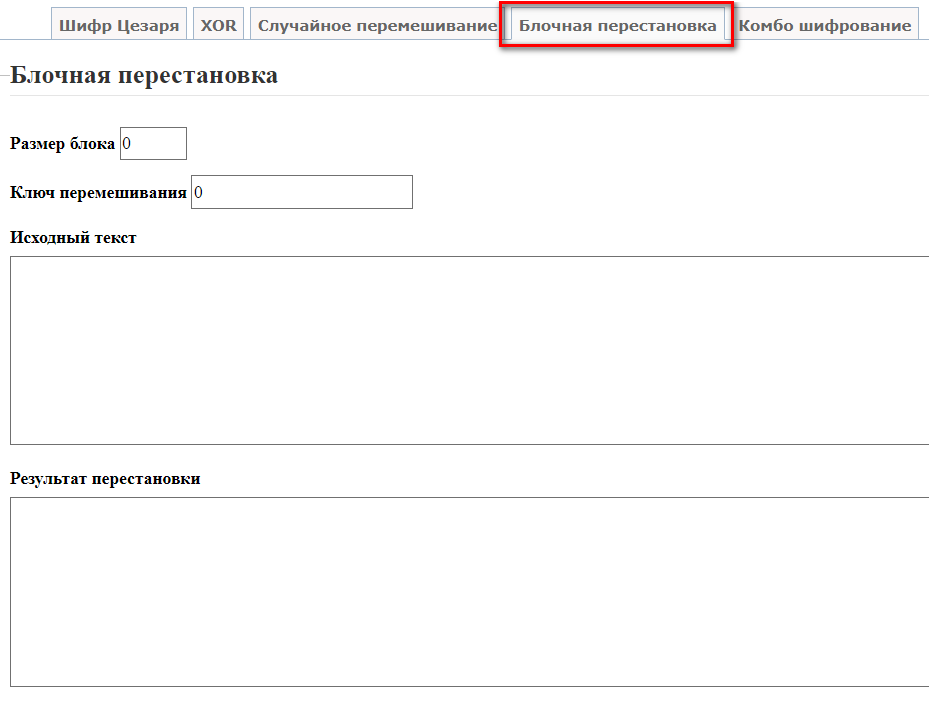 Шифр Цезаря XOR Случайное перемешивание Блочная перестановка Комбо шифрование
Блочная перестановка
Размер блока 0
Ключ перемешивания 0
Исходный текст
Результат перестановки